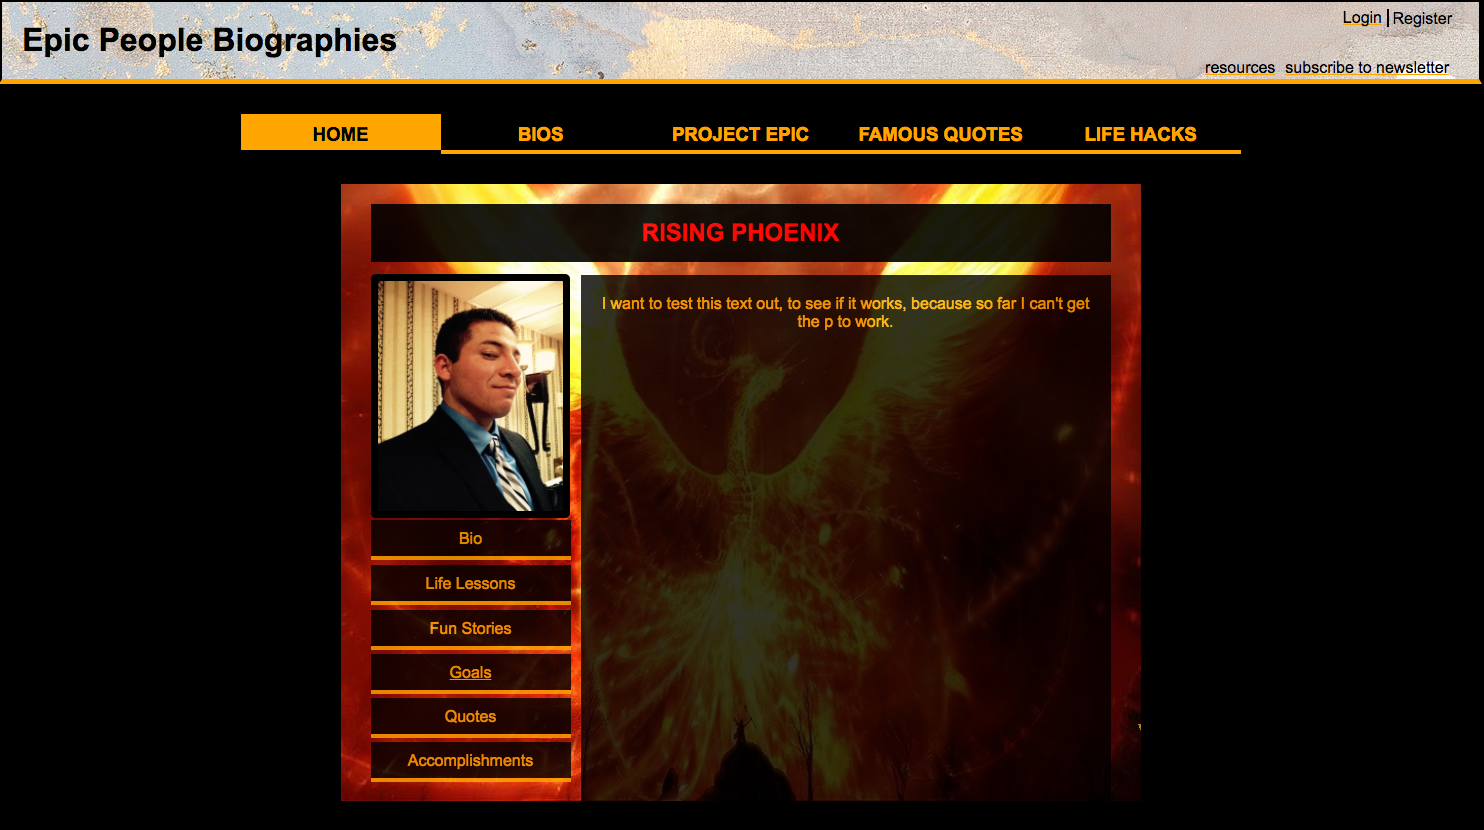 Epic People Biographies
Login | Register
resources subscribe to newsletter
HOME BIOS PROJECT EPIC FAMOUS QUOTES LIFE HACKS
RISING PHOENIX
I want to test this text out, to see if it works, because so far I can't get
the p to work.
Bio
Life Lessons
Fun Stories
Goals
Quotes
Accomplishments